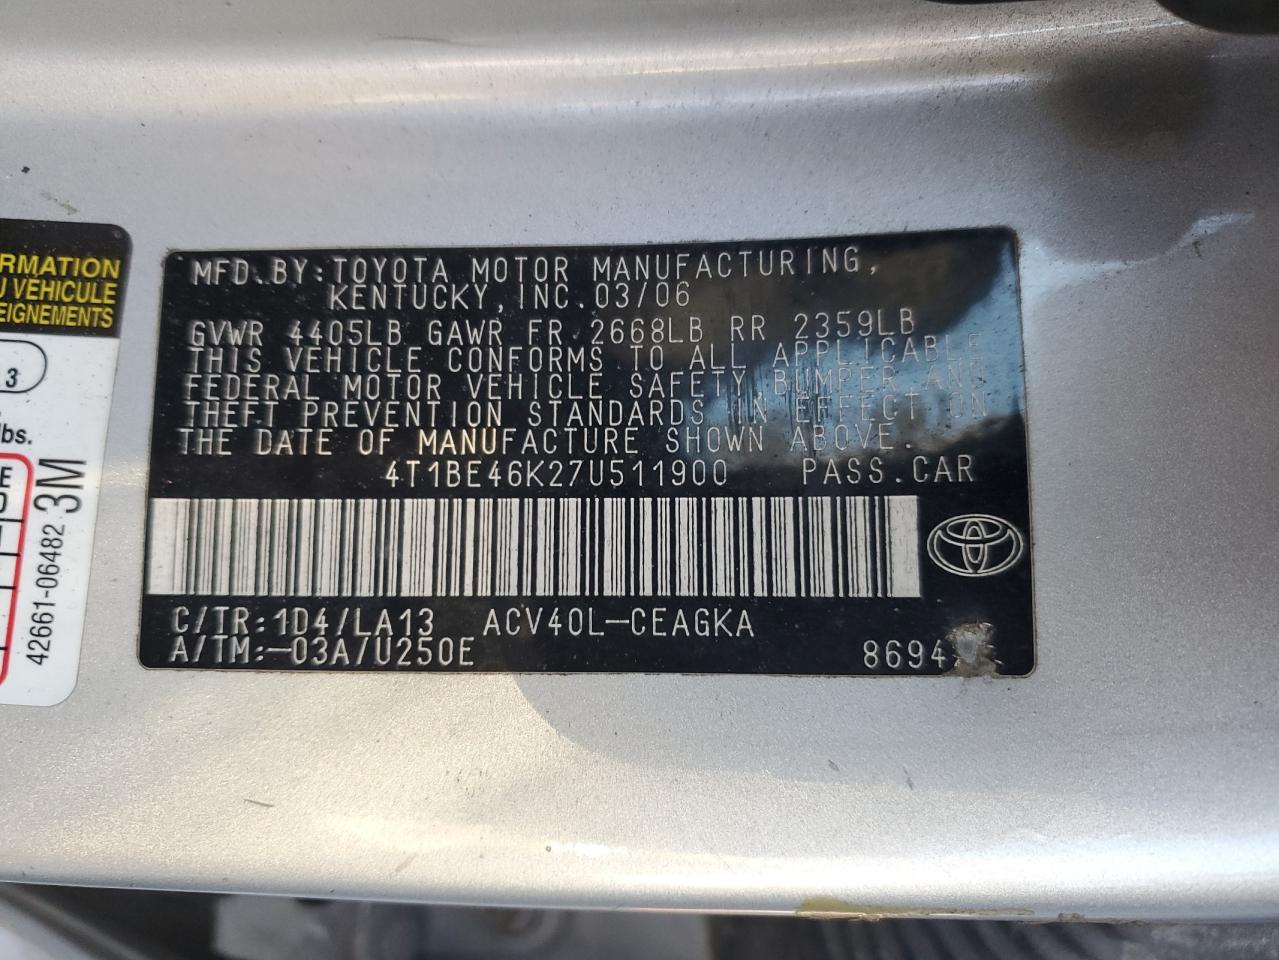 RMATION
U VÉHICULE
EIGNEMENTS
3
lbs.
E
42661-06482 3M
MFD.BY:TOYOTA MOTOR MANUFACTURING,
KENTUCKY,INC.03/06
GVWR 4405LB GAWR FR 2668LB RR 2359LB
THIS VEHICLE CONFORMS TO ALL APPLICABLE
FEDERAL MOTOR VEHICLE SAFETY BUMPER AND
THEFT PREVENTION STANDARDS IN EFFECT ON
THE DATE OF MANUFACTURE SHOWN ABOVE.
4T1BE46K27U511900 PASS.CAR
C/TR:1D4/LA13 ACV40L-CEAGKA
A/TM:-03A/U250E 8694